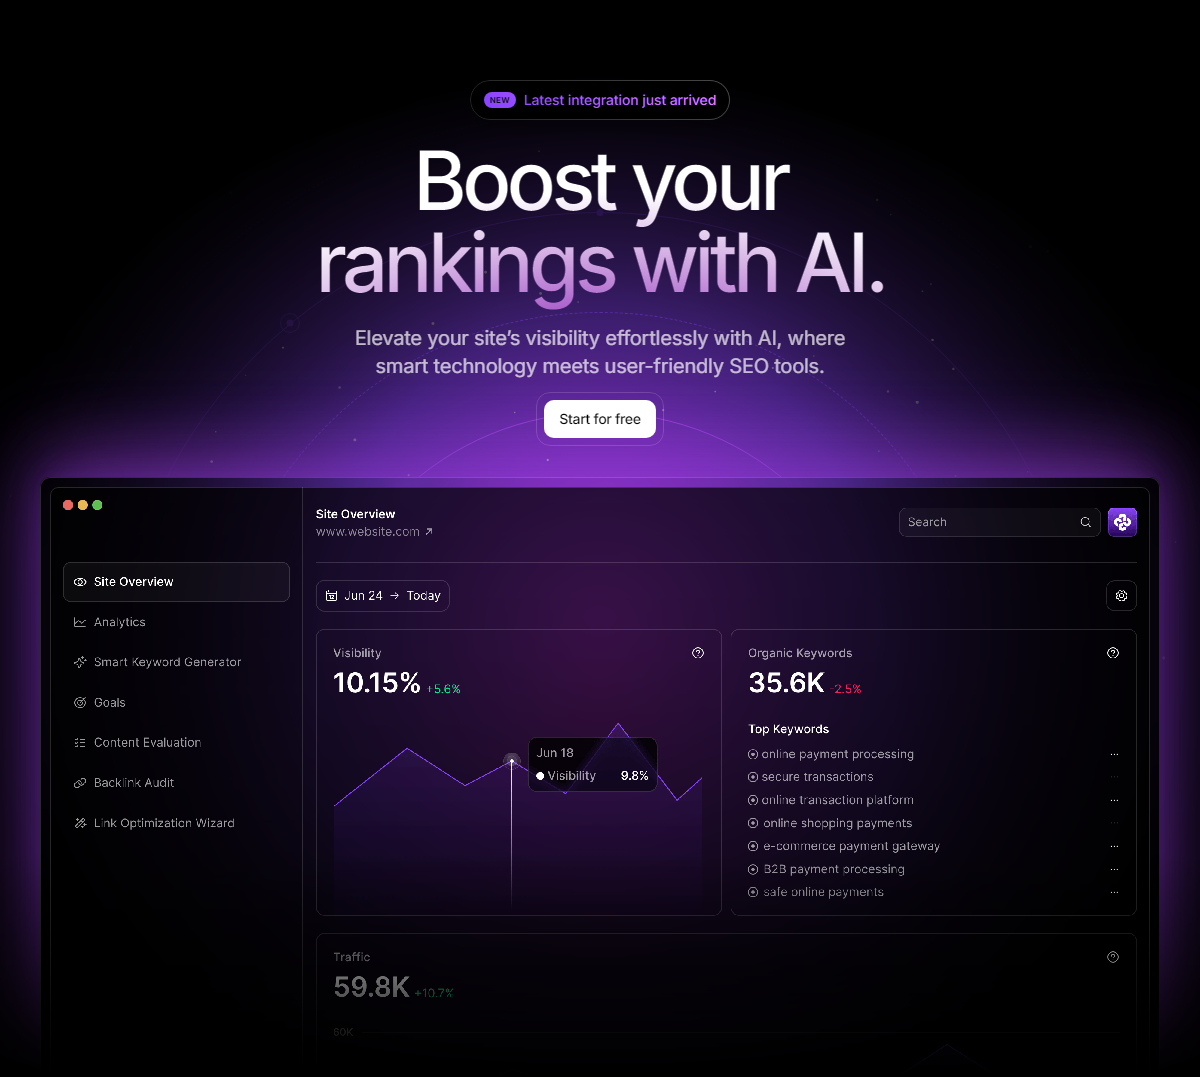 NEW Latest integration just arrived
Boost your
rankings with AI.
Elevate your site's visibility effortlessly with AI, where
smart technology meets user-friendly SEO tools.
Start for free
Site Overview
www.website.com
Search
Site Overview
Analytics
Smart Keyword Generator
Goals
Content Evaluation
Backlink Audit
Link Optimization Wizard
Jun 24 → Today
Visibility
10.15% +5.6%
Jun 18
Visibility 9.8%
Organic Keywords
35.6K -2.5%
Top Keywords
online payment processing
secure transactions
online transaction platform
online shopping payments
e-commerce payment gateway
B2B payment processing
safe online payments
Traffic
59.8K +10.7%
80K